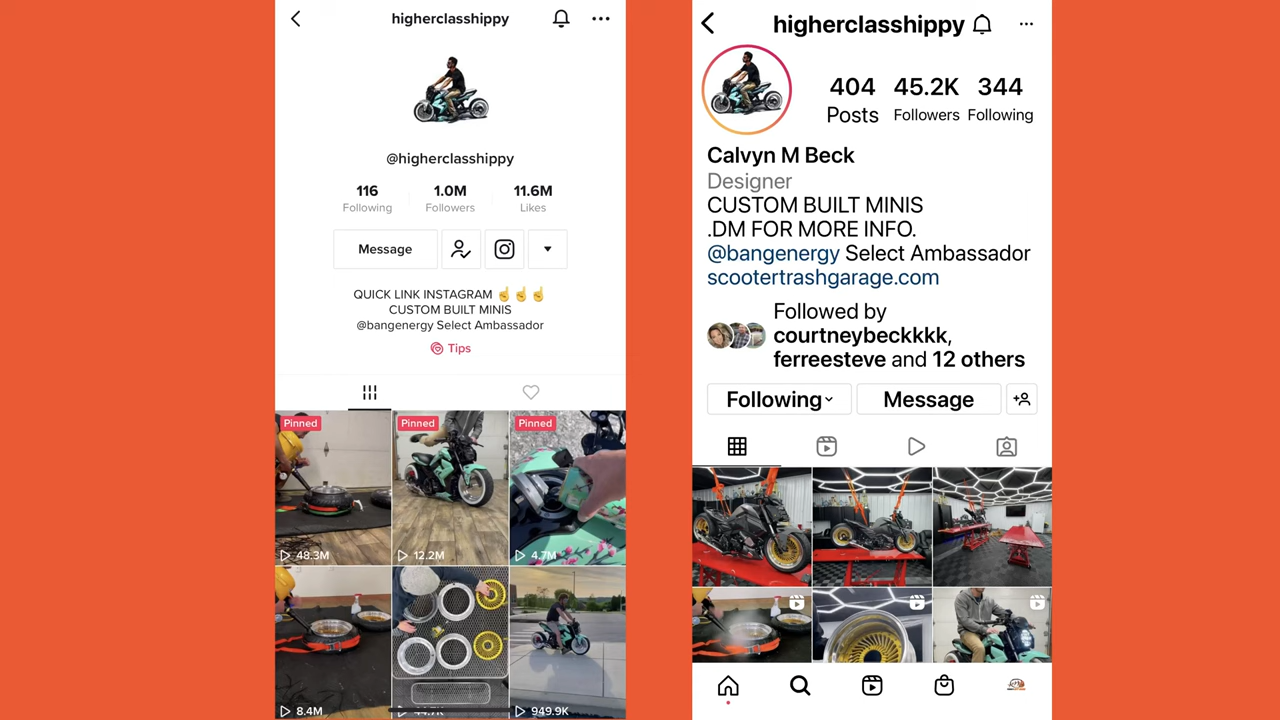 higherclasshippy
@higherclasshippy
116
1.0M
11.6M
Following
Followers
Likes
Message
QUICK LINK INSTAGRAM ☝️☝️☝️
CUSTOM BUILT MINIS
@bangenergy Select Ambassador
Tips
Pinned
Pinned
Pinned
48.3M
12.2M
4.7M
8.4M
44.7K
949.9K
higherclasshippy
404
45.2K
344
Posts
Followers
Following
Calvyn M Beck
Designer
CUSTOM BUILT MINIS
.DM FOR MORE INFO.
@bangenergy Select Ambassador
scootertrashgarage.com
Followed by
courtneybeckkkk,
ferreesteve and 12 others
Following
Message